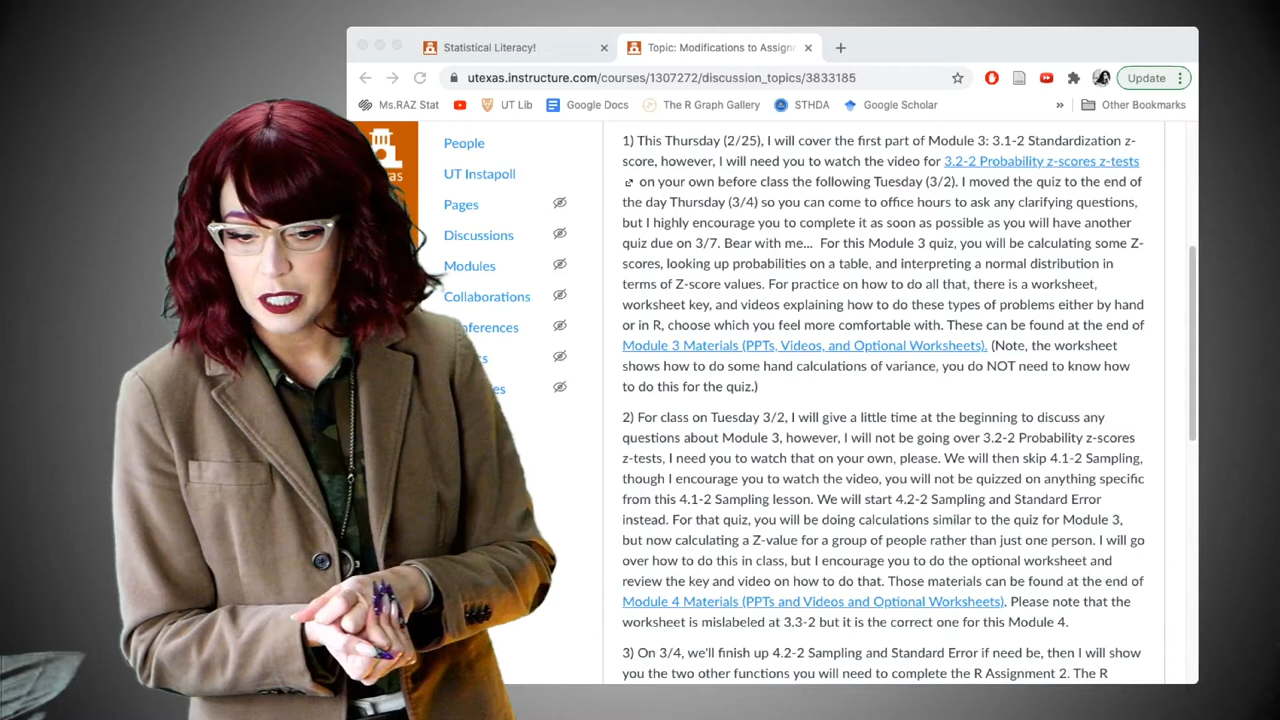 Statistical Literacy!
Topic: Modifications to Assignm
utexas.instructure.com/courses/1307272/discussion_topics/3833185
Update
Ms.RAZ Stat
UT Lib
Google Docs
The R Graph Gallery
STHDA
Google Scholar
»
Other Bookmarks
People
UT Instapoll
Pages
Discussions
Modules
Collaborations
onferences
1) This Thursday (2/25), I will cover the first part of Module 3: 3.1-2 Standardization z-
score, however, I will need you to watch the video for 3.2-2 Probability z-scores z-tests
on your own before class the following Tuesday (3/2). I moved the quiz to the end of
the day Thursday (3/4) so you can come to office hours to ask any clarifying questions,
but I highly encourage you to complete it as soon as possible as you will have another
quiz due on 3/7. Bear with me... For this Module 3 quiz, you will be calculating some Z-
scores, looking up probabilities on a table, and interpreting a normal distribution in
terms of Z-score values. For practice on how to do all that, there is a worksheet,
worksheet key, and videos explaining how to do these types of problems either by hand
or in R, choose which you feel more comfortable with. These can be found at the end of
Module 3 Materials (PPTs, Videos, and Optional Worksheets). (Note, the worksheet
shows how to do some hand calculations of variance, you do NOT need to know how
to do this for the quiz.)
2) For class on Tuesday 3/2, I will give a little time at the beginning to discuss any
questions about Module 3, however, I will not be going over 3.2-2 Probability z-scores
z-tests, I need you to watch that on your own, please. We will then skip 4.1-2 Sampling,
though I encourage you to watch the video, you will not be quizzed on anything specific
from this 4.1-2 Sampling lesson. We will start 4.2-2 Sampling and Standard Error
instead. For that quiz, you will be doing calculations similar to the quiz for Module 3,
but now calculating a Z-value for a group of people rather than just one person. I will go
over how to do this in class, but I encourage you to do the optional worksheet and
review the key and video on how to do that. Those materials can be found at the end of
Module 4 Materials (PPTs and Videos and Optional Worksheets). Please note that the
worksheet is mislabeled at 3.3-2 but it is the correct one for this Module 4.
3) On 3/4, we'll finish up 4.2-2 Sampling and Standard Error if need be, then I will show
you the two other functions you will need to complete the R Assignment 2. The R